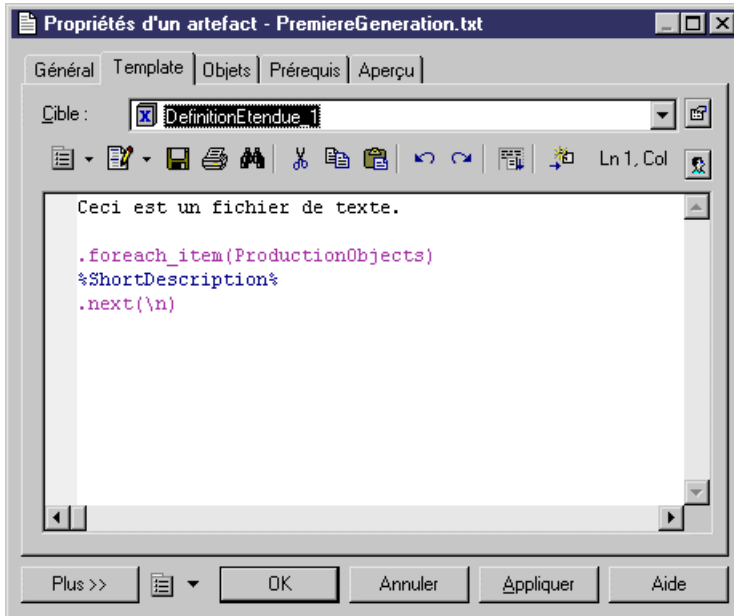 Propriétés d'un artefact - PremiereGeneration.txt
Général Template Objets Prérequis Aperçu
Cible : DefinitionEtendue_1
Ln 1, Col
Ceci est un fichier de texte.
.foreach_item(ProductionObjects)
%ShortDescription%
.next(\n)
Plus >> OK Annuler Appliquer Aide